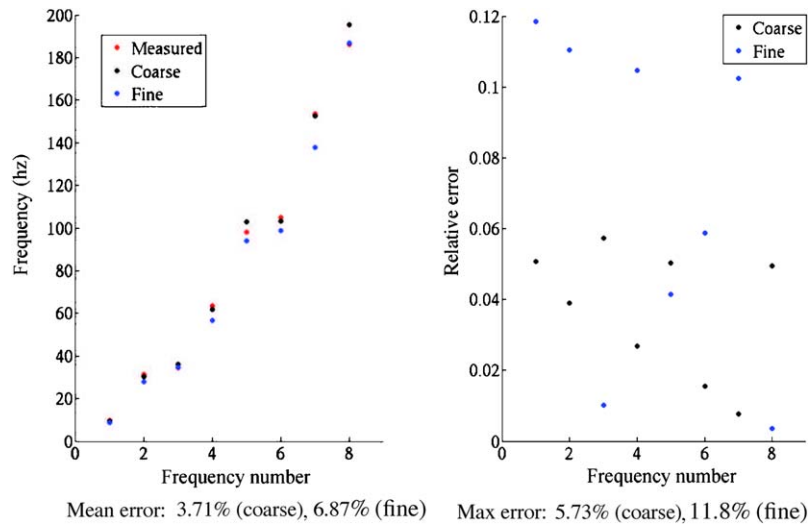 200
180
160
140
120
100
80
60
40
20
0
Frequency (hz)
Measured
Coarse
Fine
0 2 4 6 8
Frequency number
Mean error: 3.71% (coarse), 6.87% (fine)
0.12
0.1
0.08
0.06
0.04
0.02
0
Relative error
Coarse
Fine
0 2 4 6 8
Frequency number
Max error: 5.73% (coarse), 11.8% (fine)